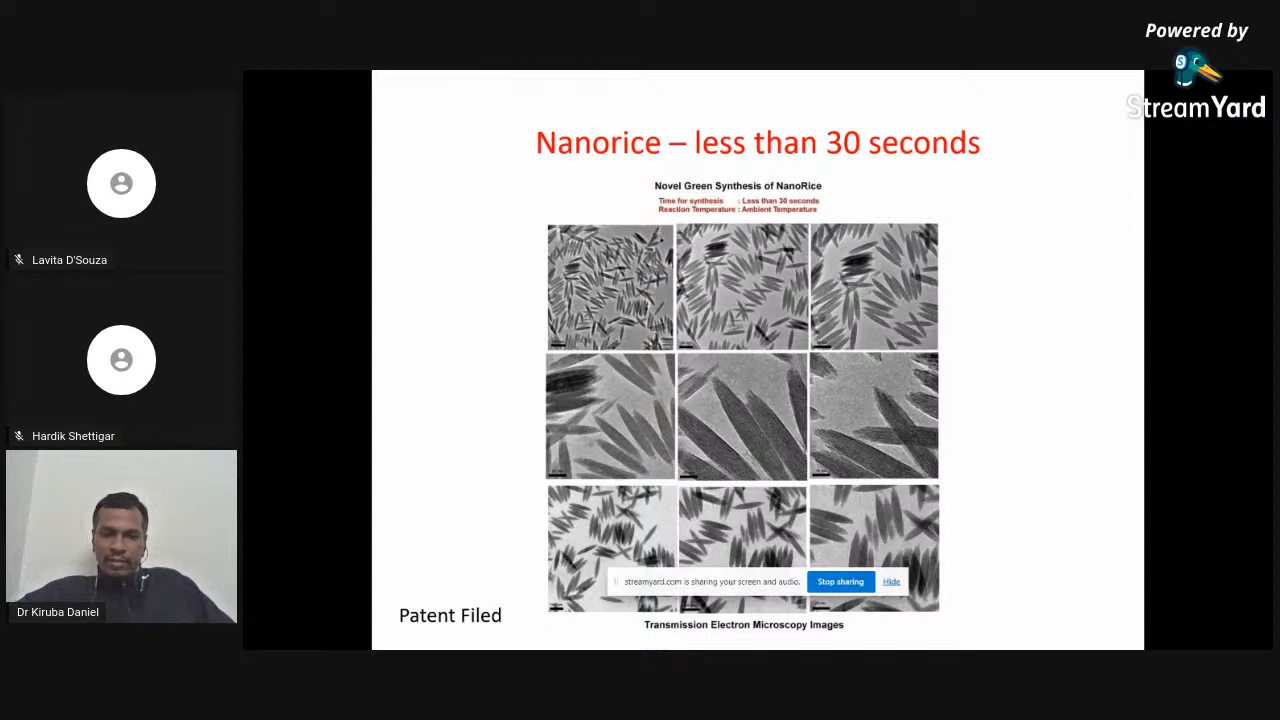 Powered by
StreamYard
Nanorice – less than 30 seconds
Novel Green Synthesis of NanoRice
Time for synthesis : Less than 30 seconds
Reaction Temperature : Ambient Temperature
Lavita D'Souza
Hardik Shettigar
Dr Kiruba Daniel
streamyard.com is sharing your screen and audio.
Stop sharing
Hide
Patent Filed
Transmission Electron Microscopy Images